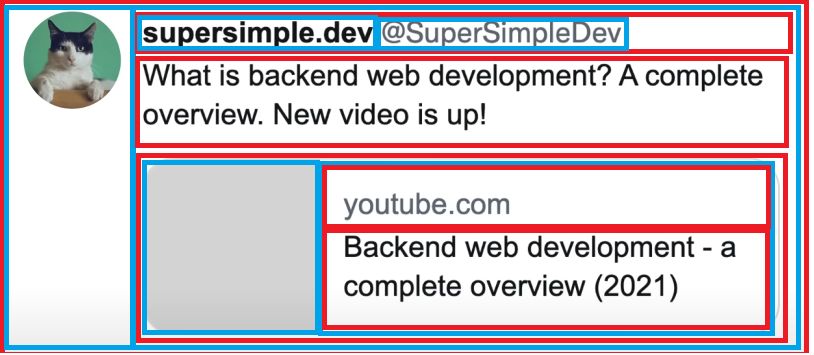 supersimple.dev @SuperSimpleDev
What is backend web development? A complete
overview. New video is up!
youtube.com
Backend web development - a
complete overview (2021)